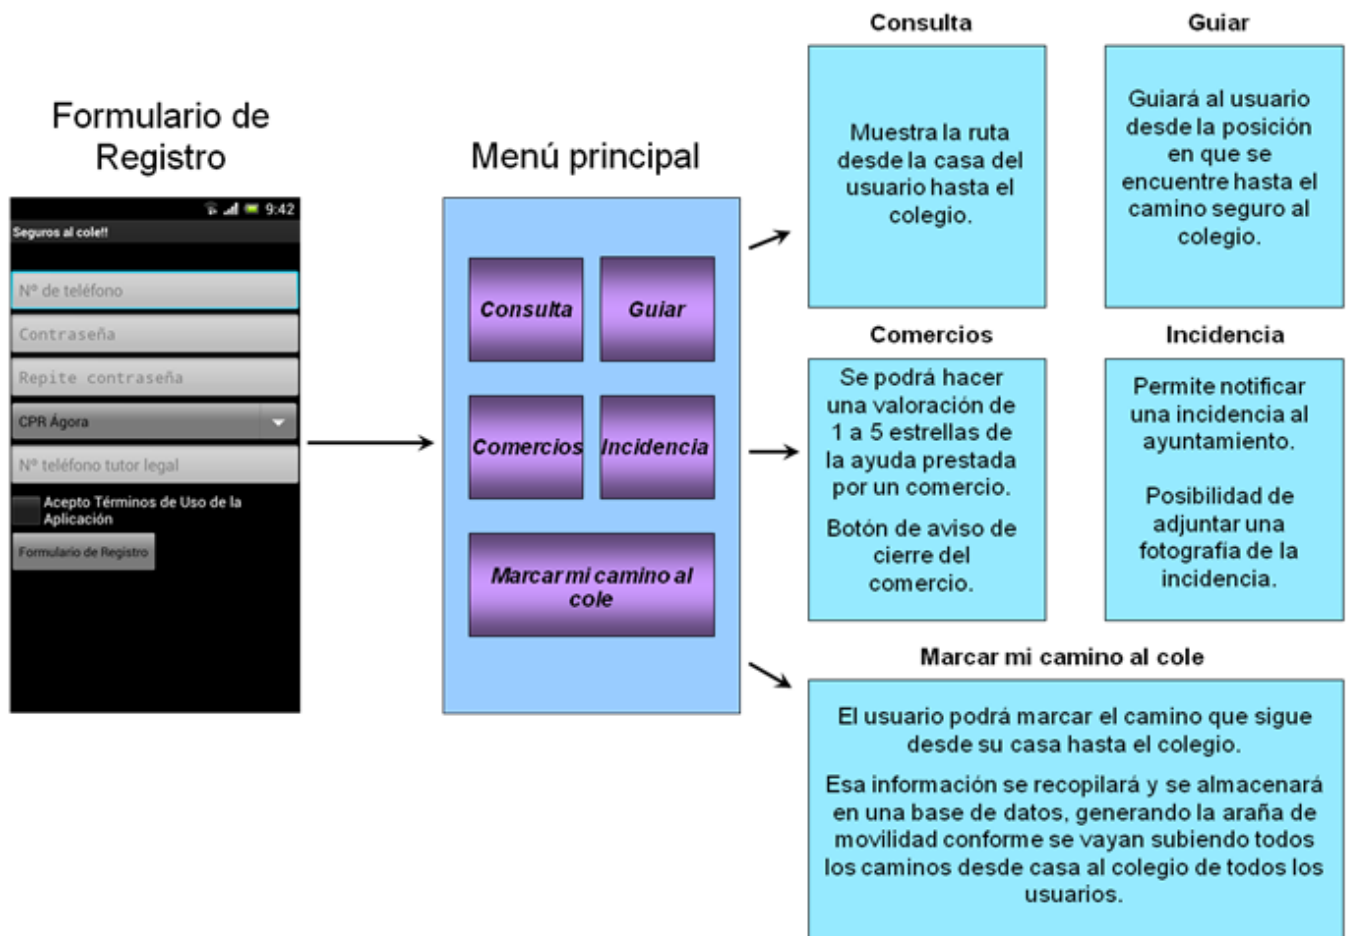 Formulario de
Registro
9:42
Seguros al cole!!
Nº de teléfono
Contraseña
Repite contraseña
CPR Ágora
Nº teléfono tutor legal
Acepto Términos de Uso de la
Aplicación
Formulario de Registro
Menú principal
Consulta
Guiar
Comercios
Incidencia
Marcar mi camino al
cole
Consulta
Muestra la ruta
desde la casa del
usuario hasta el
colegio.
Guiar
Guiará al usuario
desde la posición
en que se
encuentre hasta el
camino seguro al
colegio.
Comercios
Se podrá hacer
una valoración de
1 a 5 estrellas de
la ayuda prestada
por un comercio.
Botón de aviso de
cierre del
comercio.
Incidencia
Permite notificar
una incidencia al
ayuntamiento.
Posibilidad de
adjuntar una
fotografía de la
incidencia.
Marcar mi camino al cole
El usuario podrá marcar el camino que sigue
desde su casa hasta el colegio.
Esa información se recopilará y se almacenará
en una base de datos, generando la araña de
movilidad conforme se vayan subiendo todos
los caminos desde casa al colegio de todos los
usuarios.